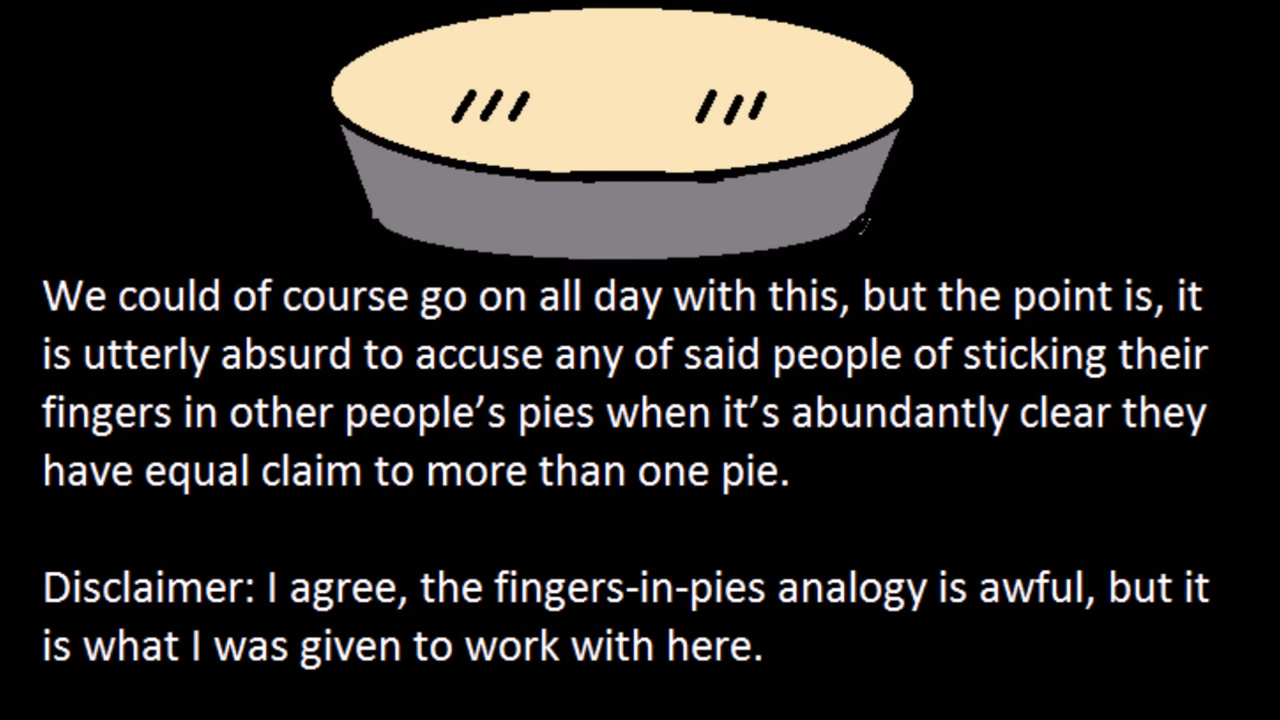 We could of course go on all day with this, but the point is, it
is utterly absurd to accuse any of said people of sticking their
fingers in other people’s pies when it’s abundantly clear they
have equal claim to more than one pie.
Disclaimer: I agree, the fingers-in-pies analogy is awful, but it
is what I was given to work with here.